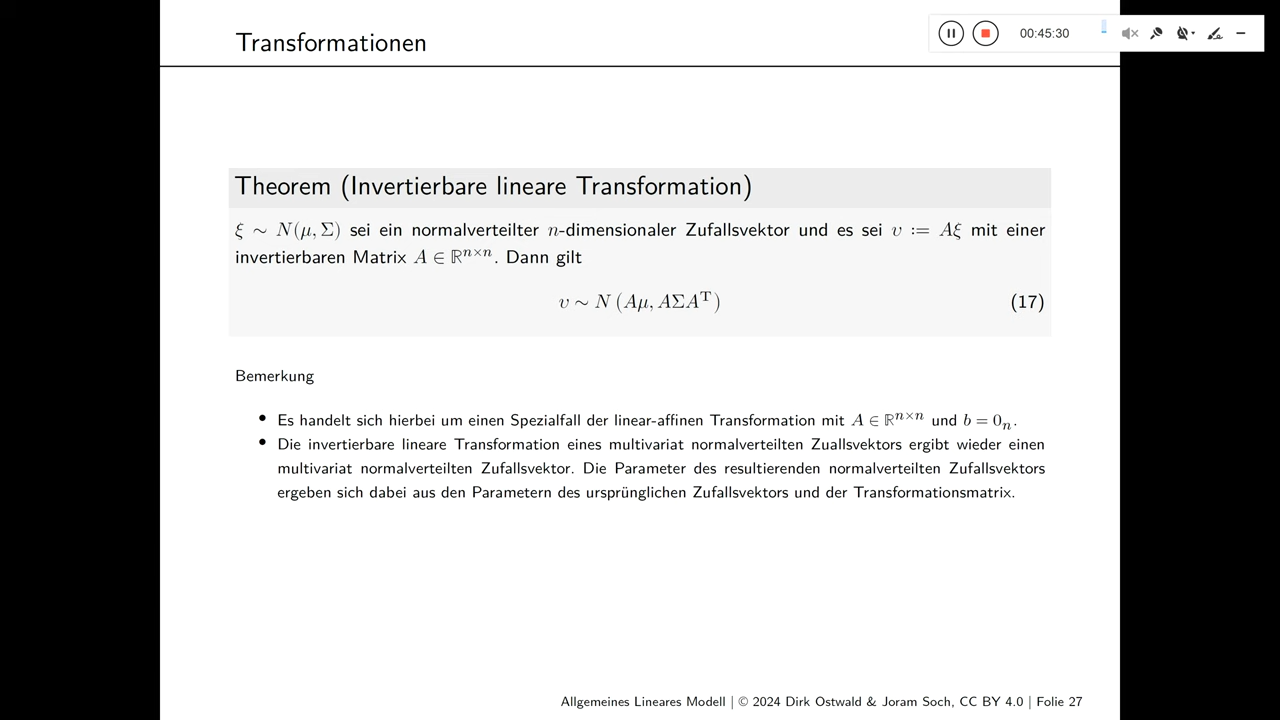 Transformationen
00:45:30
Theorem (Invertierbare lineare Transformation)
ξ ∼ N(μ, Σ) sei ein normalverteilter n-dimensionaler Zufallsvektor und es sei υ := Aξ mit einer
invertierbaren Matrix A ∈ ℝⁿˣⁿ. Dann gilt
υ ∼ N (Aμ, AΣAᵀ) (17)
Bemerkung
• Es handelt sich hierbei um einen Spezialfall der linear-affinen Transformation mit A ∈ ℝⁿˣⁿ und b = 0ₙ.
• Die invertierbare lineare Transformation eines multivariat normalverteilten Zuallsvektors ergibt wieder einen
multivariat normalverteilten Zufallsvektor. Die Parameter des resultierenden normalverteilten Zufallsvektors
ergeben sich dabei aus den Parametern des ursprünglichen Zufallsvektors und der Transformationsmatrix.
Allgemeines Lineares Modell | © 2024 Dirk Ostwald & Joram Soch, CC BY 4.0 | Folie 27